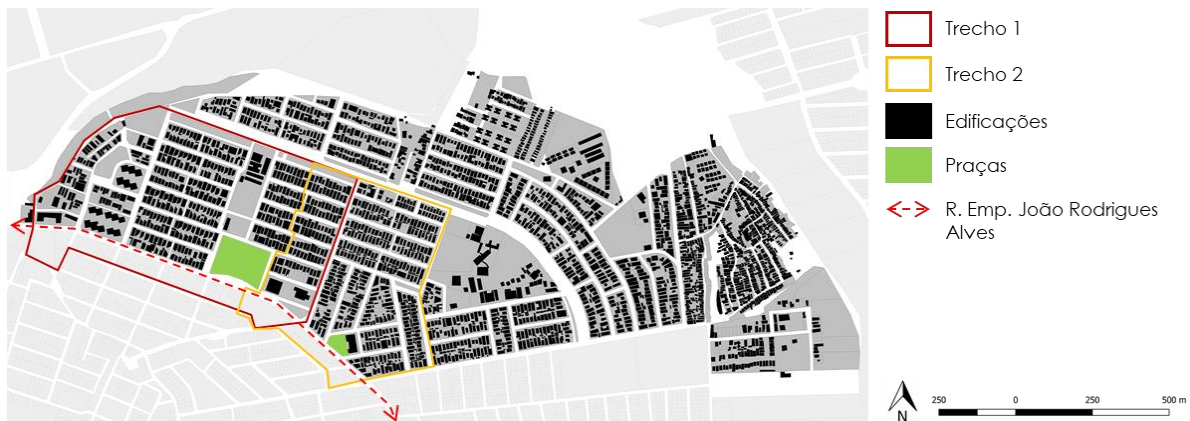 Trecho 1
Trecho 2
Edificações
Praças
R. Emp. João Rodrigues
Alves
N
250 0 250 500 m